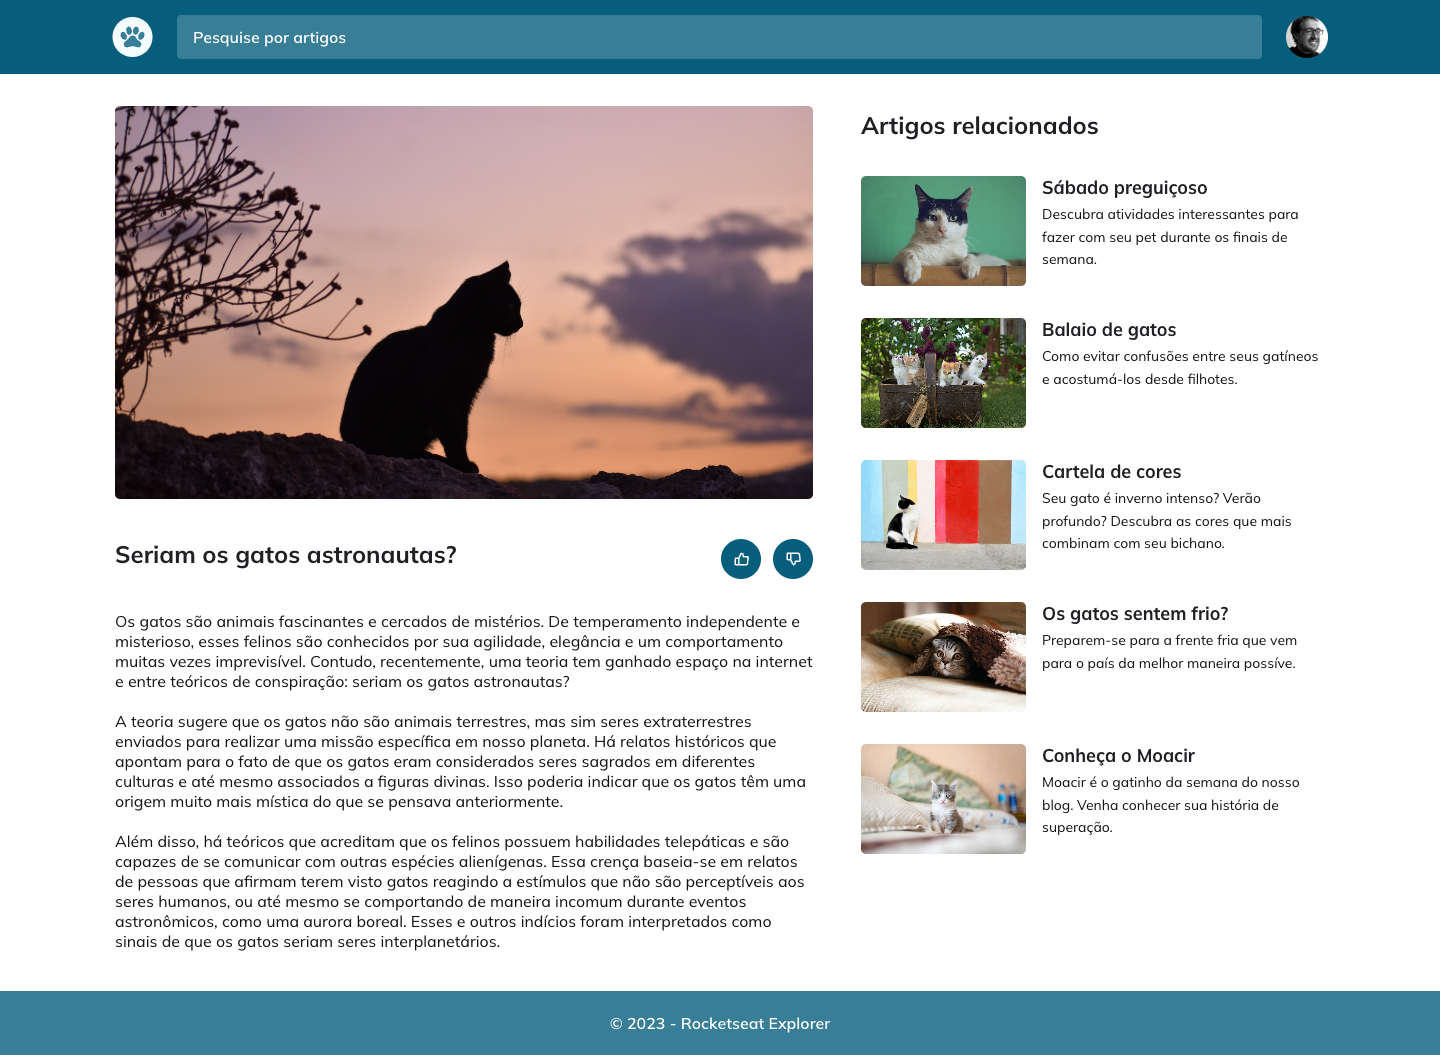 Pesquise por artigos
Seriam os gatos astronautas?
Os gatos são animais fascinantes e cercados de mistérios. De temperamento independente e
misterioso, esses felinos são conhecidos por sua agilidade, elegância e um comportamento
muitas vezes imprevisível. Contudo, recentemente, uma teoria tem ganhado espaço na internet
e entre teóricos de conspiração: seriam os gatos astronautas?
A teoria sugere que os gatos não são animais terrestres, mas sim seres extraterrestres
enviados para realizar uma missão específica em nosso planeta. Há relatos históricos que
apontam para o fato de que os gatos eram considerados seres sagrados em diferentes
culturas e até mesmo associados a figuras divinas. Isso poderia indicar que os gatos têm uma
origem muito mais mística do que se pensava anteriormente.
Além disso, há teóricos que acreditam que os felinos possuem habilidades telepáticas e são
capazes de se comunicar com outras espécies alienígenas. Essa crença baseia-se em relatos
de pessoas que afirmam terem visto gatos reagindo a estímulos que não são perceptíveis aos
seres humanos, ou até mesmo se comportando de maneira incomum durante eventos
astronômicos, como uma aurora boreal. Esses e outros indícios foram interpretados como
sinais de que os gatos seriam seres interplanetários.
Artigos relacionados
Sábado preguiçoso
Descubra atividades interessantes para
fazer com seu pet durante os finais de
semana.
Balaio de gatos
Como evitar confusões entre seus gatíneos
e acostumá-los desde filhotes.
Cartela de cores
Seu gato é inverno intenso? Verão
profundo? Descubra as cores que mais
combinam com seu bichano.
Os gatos sentem frio?
Preparem-se para a frente fria que vem
para o país da melhor maneira possíve.
Conheça o Moacir
Moacir é o gatinho da semana do nosso
blog. Venha conhecer sua história de
superação.
© 2023 - Rocketseat Explorer